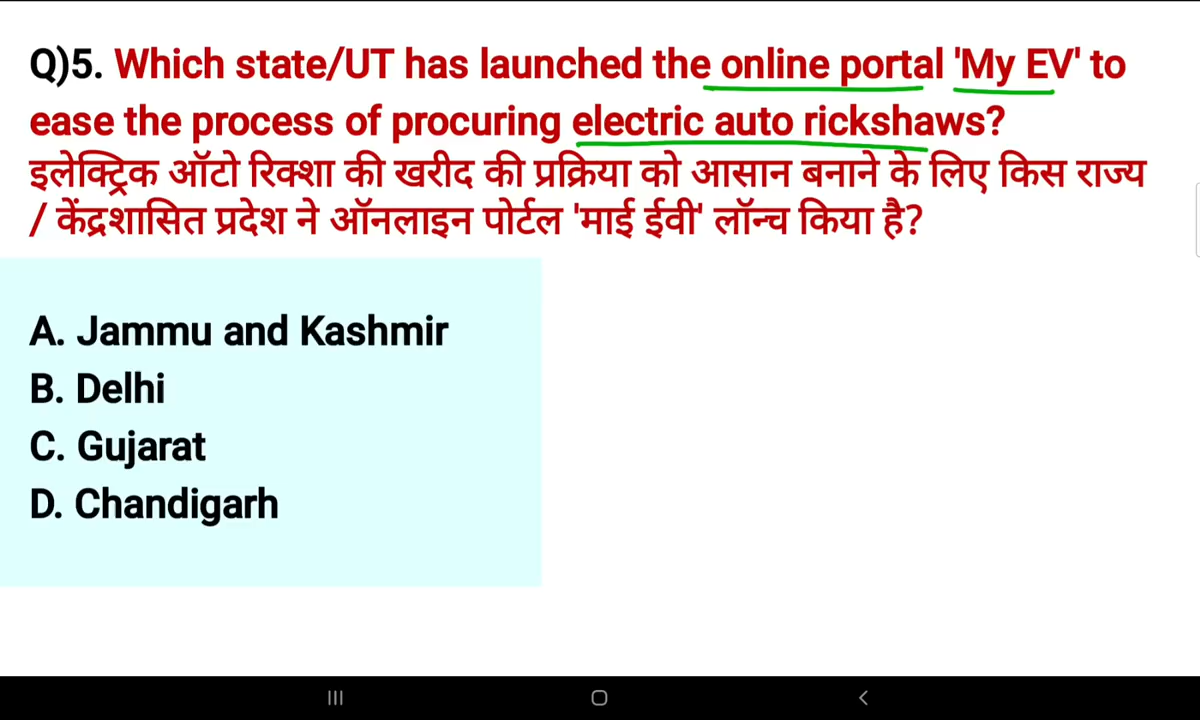 Q)5. Which state/UT has launched the online portal 'My EV' to
ease the process of procuring electric auto rickshaws?
इलेक्ट्रिक ऑटो रिक्शा की खरीद की प्रक्रिया को आसान बनाने के लिए किस राज्य
/ केंद्रशासित प्रदेश ने ऑनलाइन पोर्टल 'माई ईवी' लॉन्च किया है?
A. Jammu and Kashmir
B. Delhi
C. Gujarat
D. Chandigarh